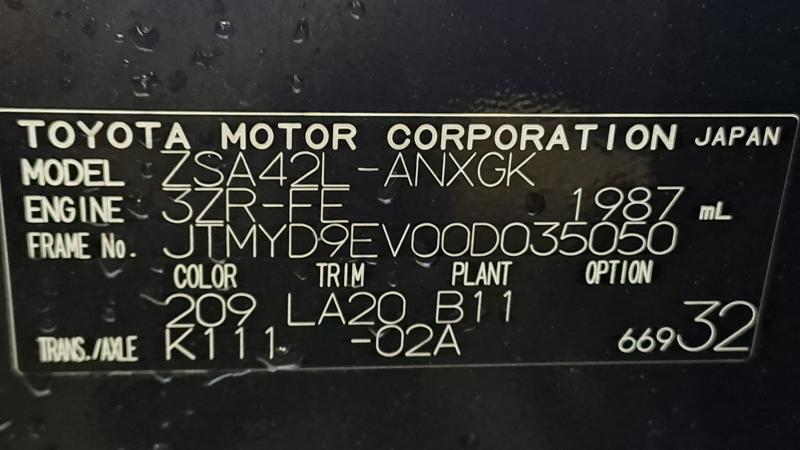 TOYOTA MOTOR CORPORATION JAPAN
MODEL ZSA42L-ANXGK
ENGINE 3ZR-FE 1987 mL
FRAME No. JTMYD9EV00D035050
COLOR TRIM PLANT OPTION
209 LA20 B11
TRANS./AXLE K111 -02A 669 32